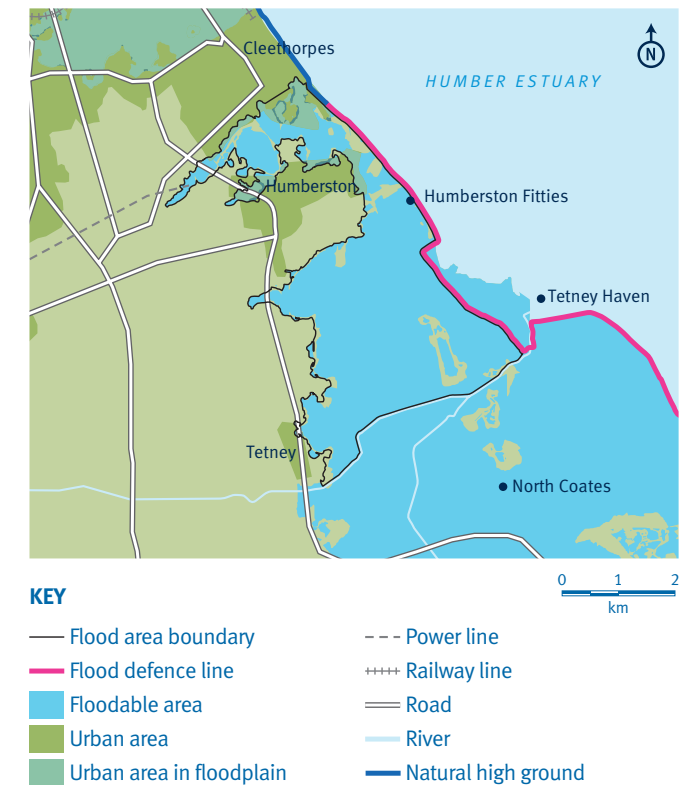 Cleethorpes
N
HUMBER ESTUARY
Humberston
Humberston Fitties
Tetney Haven
Tetney
North Coates
KEY
0 1 2
km
Flood area boundary
Flood defence line
Floodable area
Urban area
Urban area in floodplain
Power line
Railway line
Road
River
Natural high ground